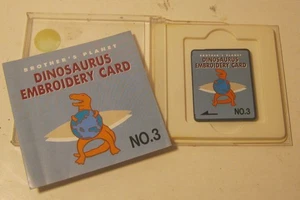 BROTHER'S PLANET
DINOSAURUS
EMBROIDERY CARD
NO.3
BROTHER'S PLANET
DINOSAURUS
EMBROIDERY CARD
NO.3